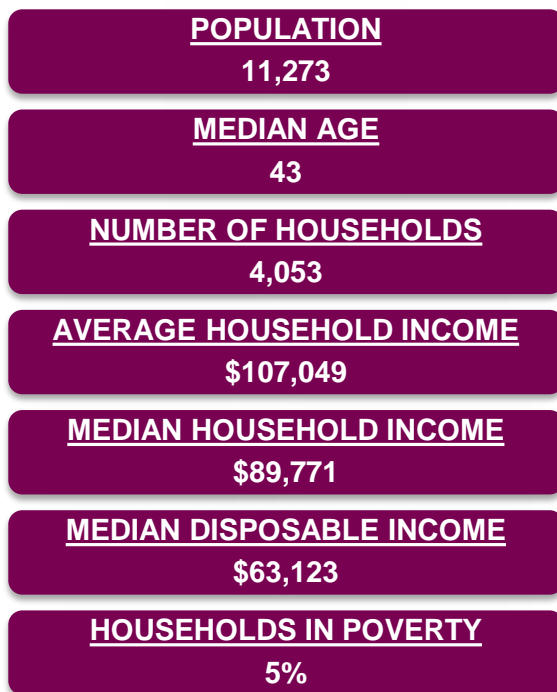 POPULATION
11,273
MEDIAN AGE
43
NUMBER OF HOUSEHOLDS
4,053
AVERAGE HOUSEHOLD INCOME
$107,049
MEDIAN HOUSEHOLD INCOME
$89,771
MEDIAN DISPOSABLE INCOME
$63,123
HOUSEHOLDS IN POVERTY
5%